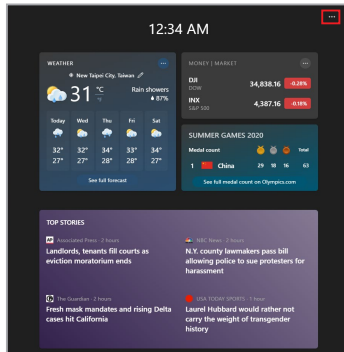 12:34 AM
WEATHER
New Taipei City, Taiwan
31 °C
°F
Rain showers
87%
Today Wed Thu Fri Sat
32° 32° 34° 33° 34°
27° 27° 28° 28° 27°
See full forecast
MONEY | MARKET
DJI
DOW
34,838.16 -0.28%
INX
S&P 500
4,387.16 -0.18%
SUMMER GAMES 2020
Medal count Total
1 China 29 18 16 63
See full medal count on Olympics.com
TOP STORIES
AP Associated Press · 2 hours
Landlords, tenants fill courts as
eviction moratorium ends
NBC News · 2 hours
N.Y. county lawmakers pass bill
allowing police to sue protesters for
harassment
The Guardian · 2 hours
Fresh mask mandates and rising Delta
cases hit California
USA TODAY SPORTS · 1 hour
Laurel Hubbard would rather not
carry the weight of transgender
history